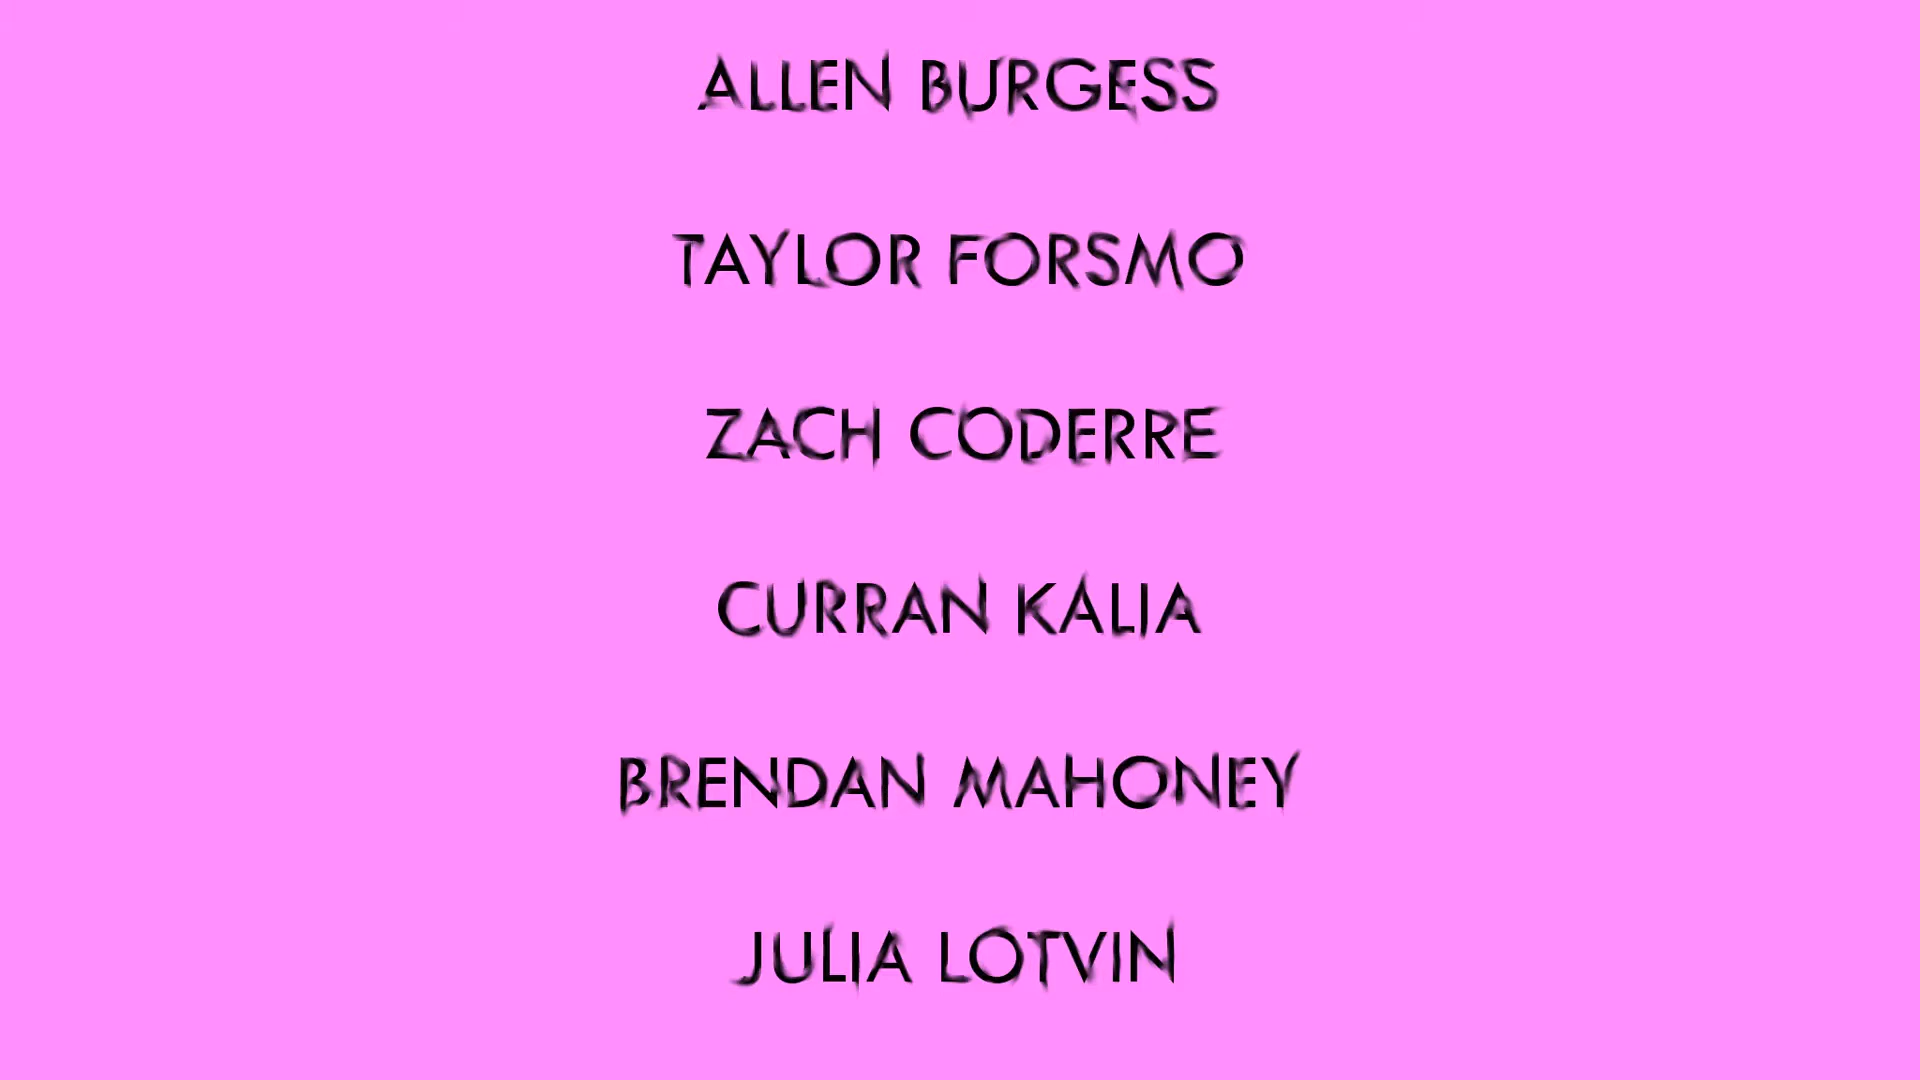 ALLEN BURGESS
TAYLOR FORSMO
ZACH CODERRE
CURRAN KALIA
BRENDAN MAHONEY
JULIA LOTVIN